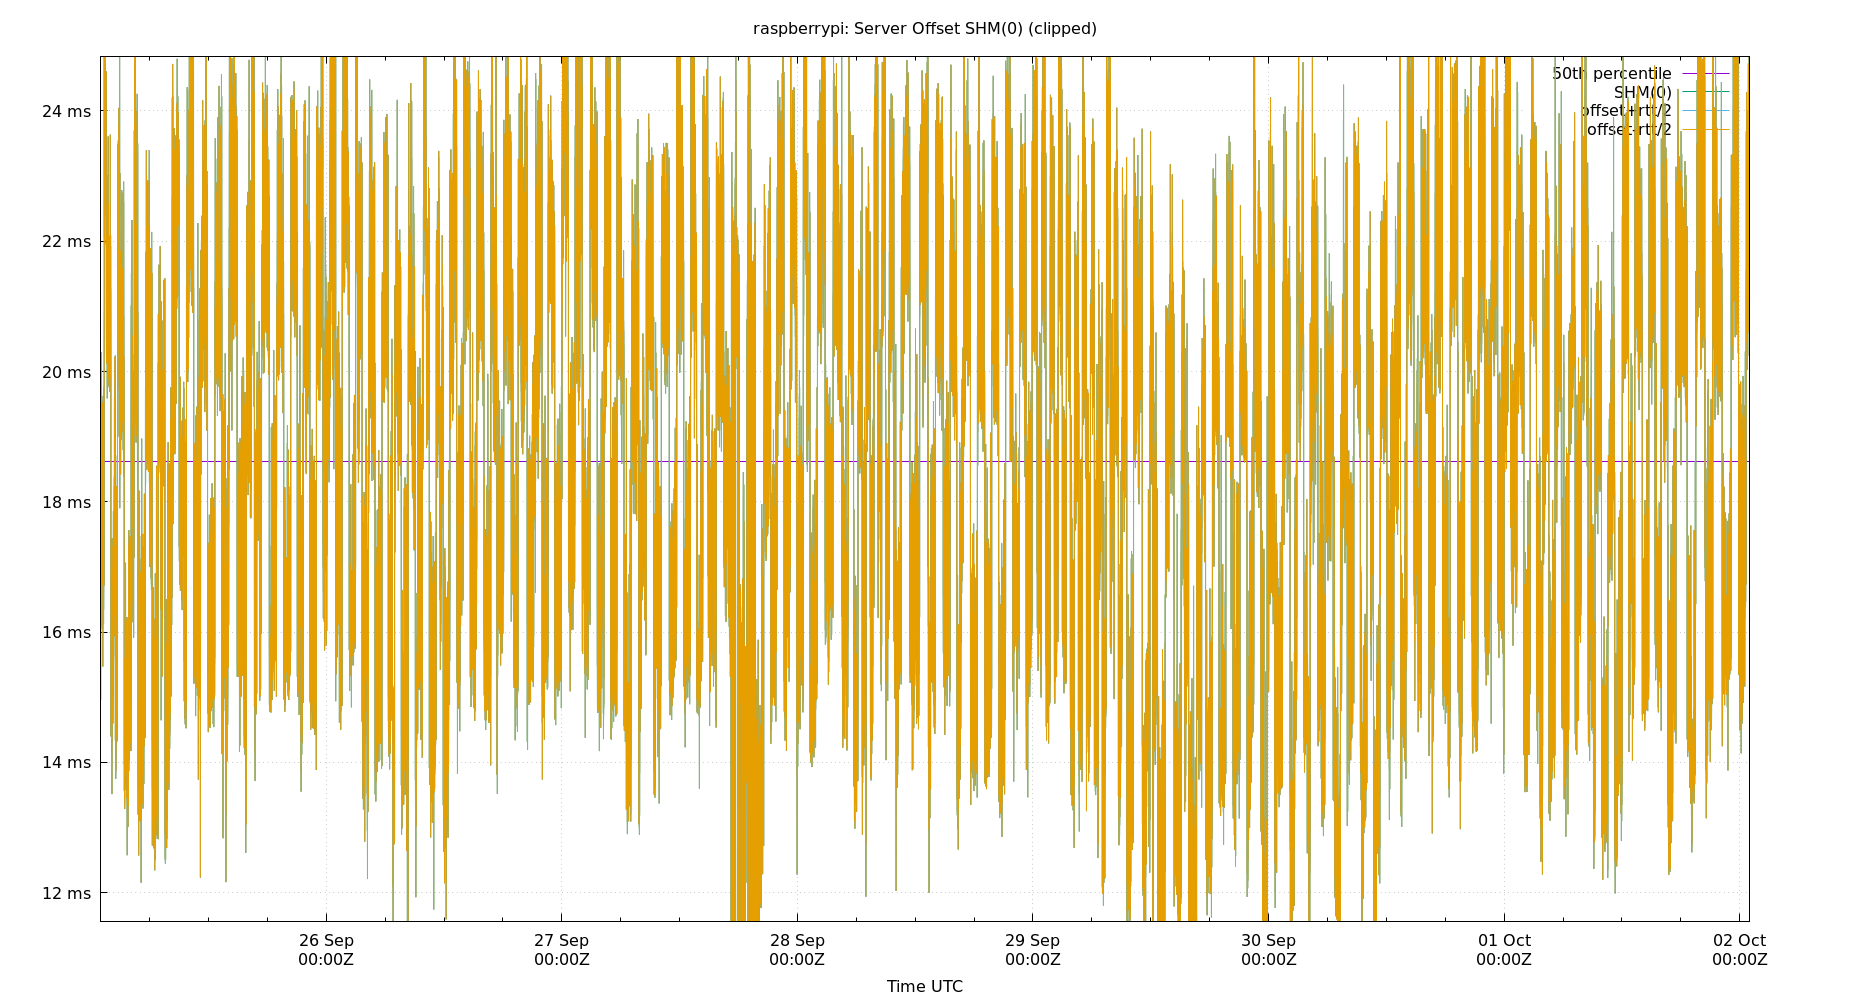 raspberrypi: Server Offset SHM(0) (clipped)
50th percentile
SHM(0)
offset+rtt/2
offset-rtt/2
24 ms
22 ms
20 ms
18 ms
16 ms
14 ms
12 ms
26 Sep
00:00Z
27 Sep
00:00Z
28 Sep
00:00Z
29 Sep
00:00Z
30 Sep
00:00Z
01 Oct
00:00Z
02 Oct
00:00Z
Time UTC